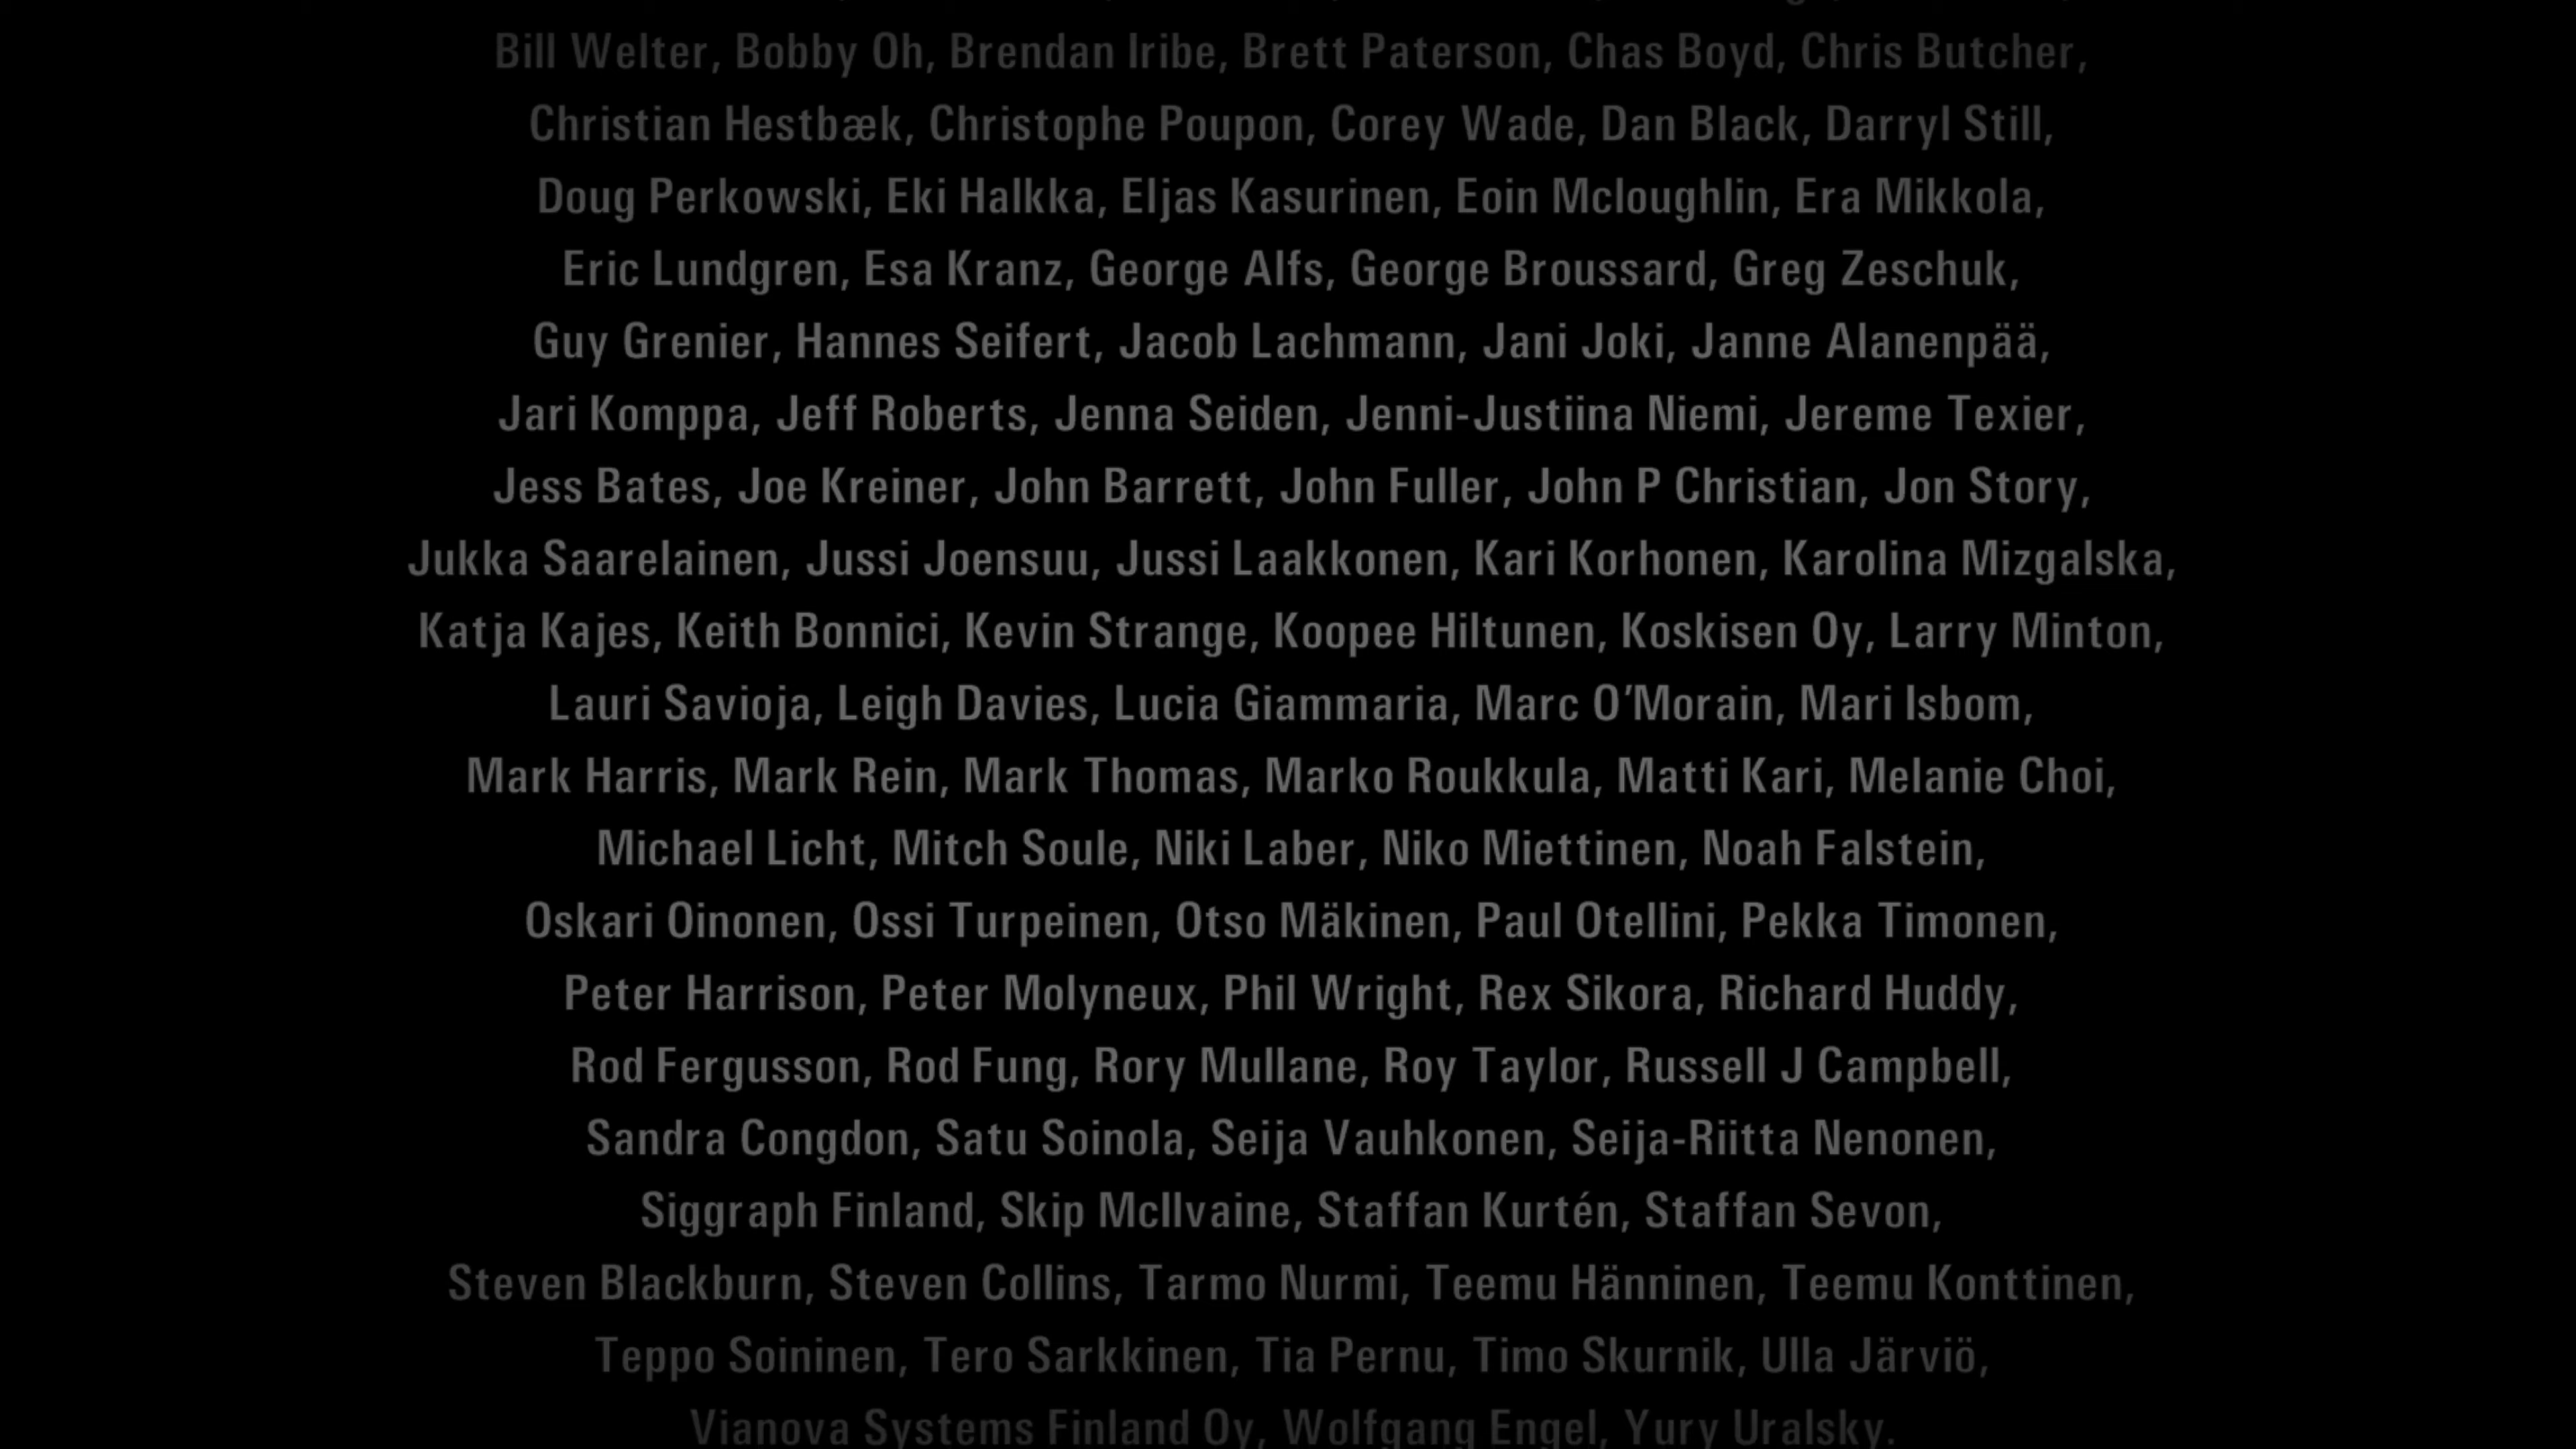 Bill Welter, Bobby Oh, Brendan Iribe, Brett Paterson, Chas Boyd, Chris Butcher,
Christian Hestbæk, Christophe Poupon, Corey Wade, Dan Black, Darryl Still,
Doug Perkowski, Eki Halkka, Eljas Kasurinen, Eoin Mcloughlin, Era Mikkola,
Eric Lundgren, Esa Kranz, George Alfs, George Broussard, Greg Zeschuk,
Guy Grenier, Hannes Seifert, Jacob Lachmann, Jani Joki, Janne Alanenpää,
Jari Komppa, Jeff Roberts, Jenna Seiden, Jenni-Justiina Niemi, Jereme Texier,
Jess Bates, Joe Kreiner, John Barrett, John Fuller, John P Christian, Jon Story,
Jukka Saarelainen, Jussi Joensuu, Jussi Laakkonen, Kari Korhonen, Karolina Mizgalska,
Katja Kajes, Keith Bonnici, Kevin Strange, Koopee Hiltunen, Koskisen Oy, Larry Minton,
Lauri Savioja, Leigh Davies, Lucia Giammaria, Marc O’Morain, Mari Isbom,
Mark Harris, Mark Rein, Mark Thomas, Marko Roukkula, Matti Kari, Melanie Choi,
Michael Licht, Mitch Soule, Niki Laber, Niko Miettinen, Noah Falstein,
Oskari Oinonen, Ossi Turpeinen, Otso Mäkinen, Paul Otellini, Pekka Timonen,
Peter Harrison, Peter Molyneux, Phil Wright, Rex Sikora, Richard Huddy,
Rod Fergusson, Rod Fung, Rory Mullane, Roy Taylor, Russell J Campbell,
Sandra Congdon, Satu Soinola, Seija Vauhkonen, Seija-Riitta Nenonen,
Siggraph Finland, Skip McIlvaine, Staffan Kurtén, Staffan Sevon,
Steven Blackburn, Steven Collins, Tarmo Nurmi, Teemu Hänninen, Teemu Konttinen,
Teppo Soininen, Tero Sarkkinen, Tia Pernu, Timo Skurnik, Ulla Järviö,
Vianova Systems Finland Oy, Wolfgang Engel, Yury Uralsky.